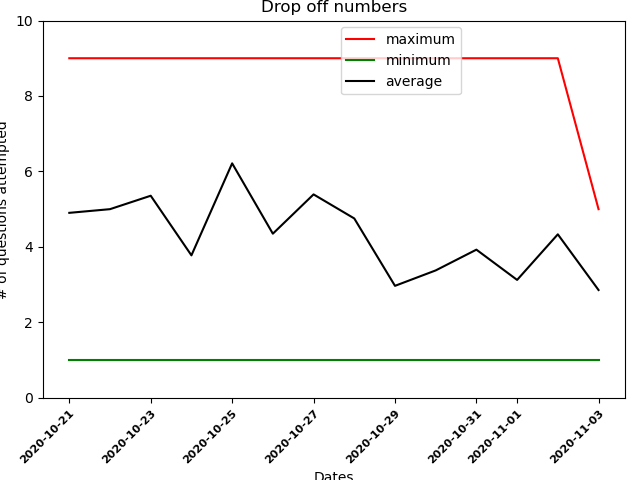 Drop off numbers
maximum
minimum
average
# of questions attempted
10
8
6
4
2
0
2020-10-21
2020-10-23
2020-10-25
2020-10-27
2020-10-29
2020-10-31
2020-11-01
2020-11-03
Dates